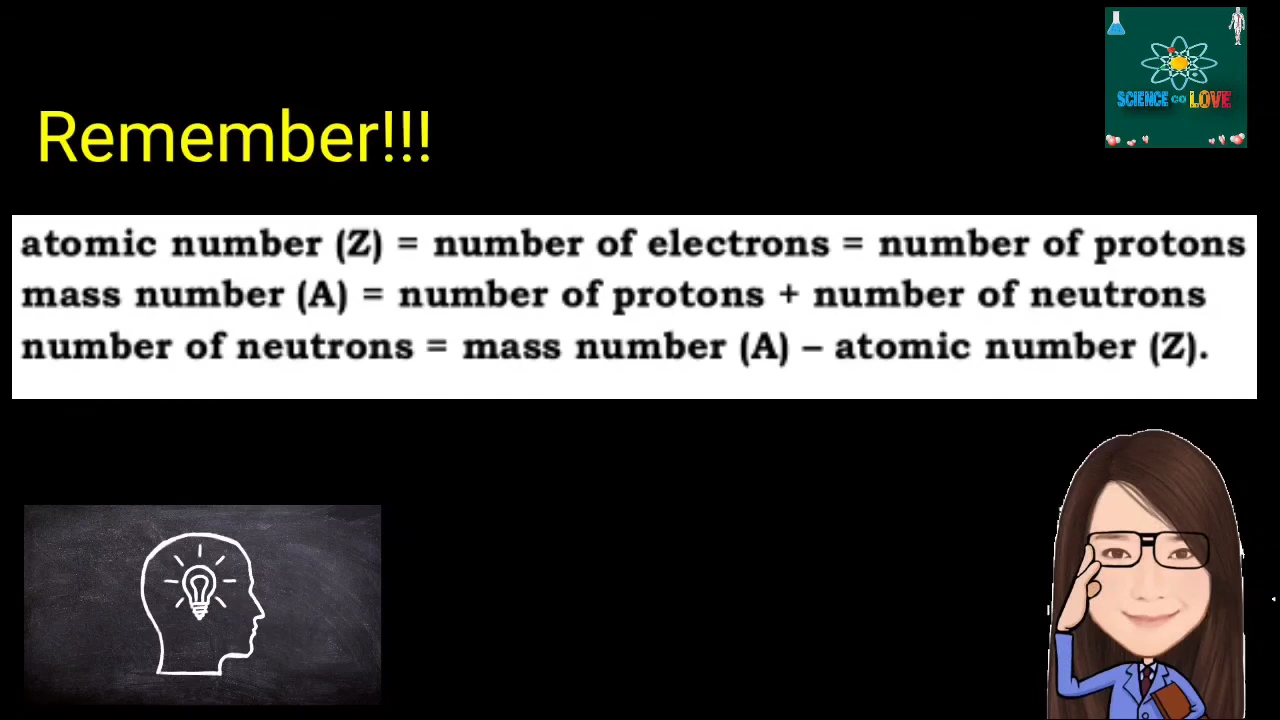 SCIENCE GO LOVE
Remember!!!
atomic number (Z) = number of electrons = number of protons
mass number (A) = number of protons + number of neutrons
number of neutrons = mass number (A) – atomic number (Z).